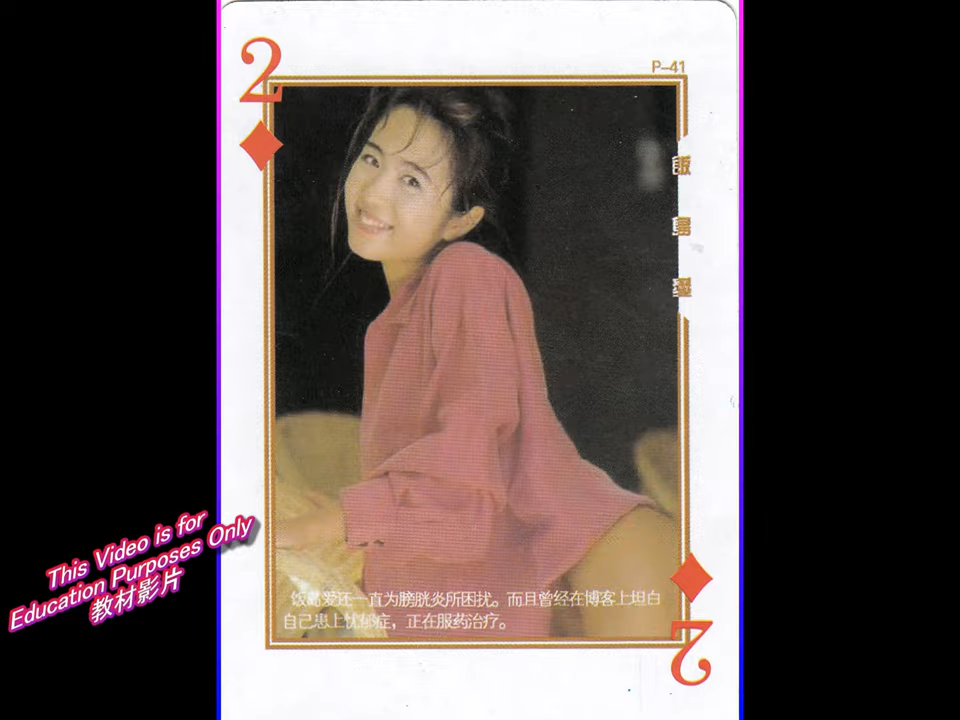 2
P-41
飯
島
愛
饭岛爱还一直为膀胱炎所困扰。而且曾经在博客上坦白
自己患上忧郁症，正在服药治疗。
This Video is for
Education Purposes Only
教材影片
2